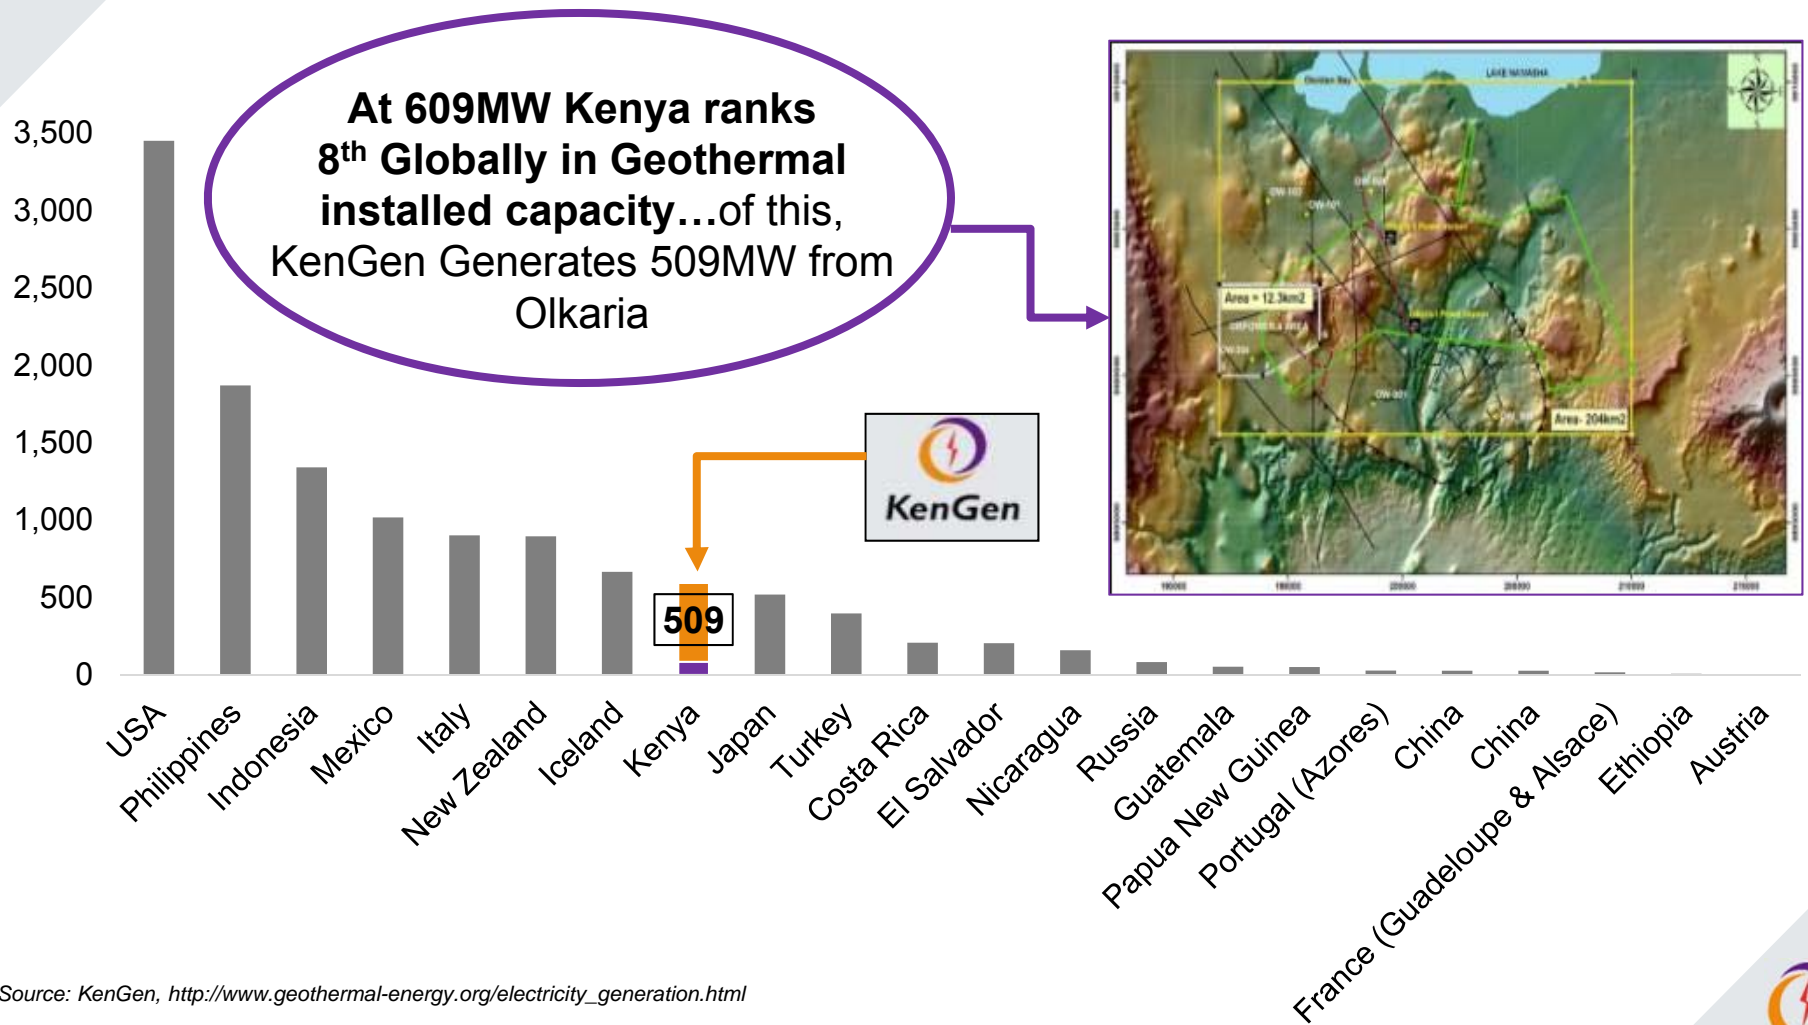 At 609MW Kenya ranks
8th Globally in Geothermal
installed capacity…of this,
KenGen Generates 509MW from
Olkaria
3,500
3,000
2,500
2,000
1,500
1,000
500
0
509
KenGen
USA
Philippines
Indonesia
Mexico
Italy
New Zealand
Iceland
Kenya
Japan
Turkey
Costa Rica
El Salvador
Nicaragua
Russia
Guatemala
Papua New Guinea
Portugal (Azores)
China
China
France (Guadeloupe & Alsace)
Ethiopia
Austria
LAKE NAIVASHA
Area = 12.3km2
Area- 204km2
Source: KenGen, http://www.geothermal-energy.org/electricity_generation.html